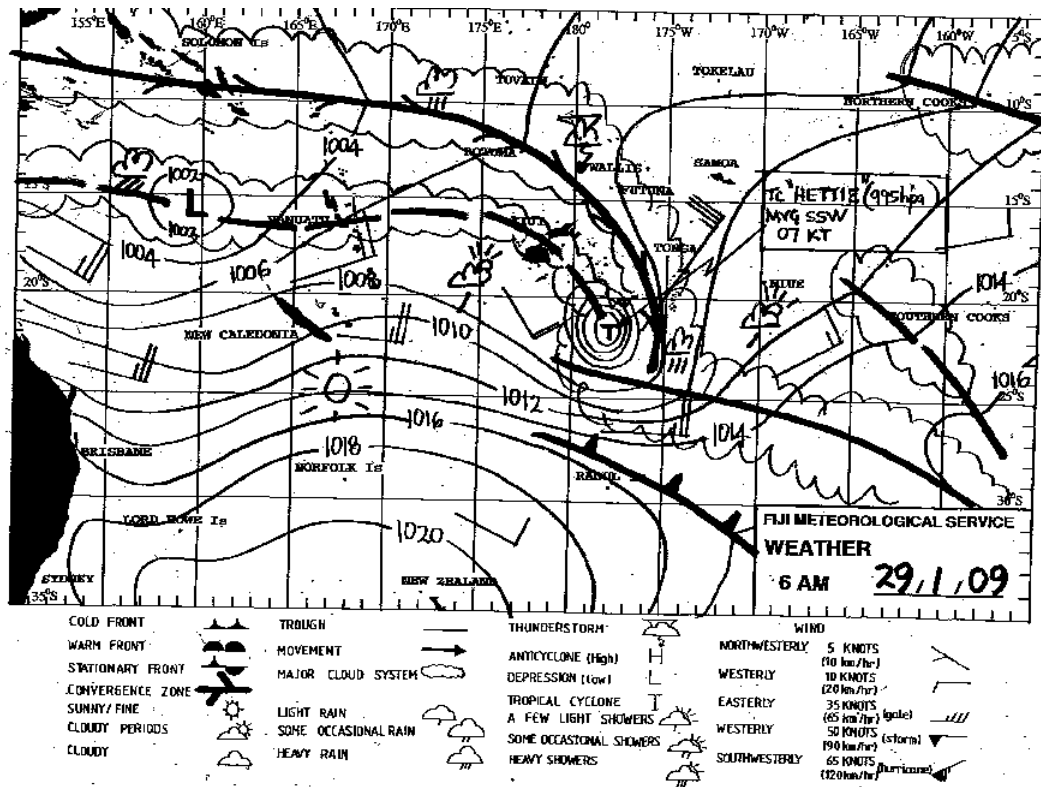 155°E 160°E 165°E 170°E 175°E 180° 175°W 170°W 165°W 160°W 5°S
SOLOMON Is
TOVALU
TOKELAU
NORTHERN COOKS
10°S
1004
ROTUMA
WALLIS
SAMOA
FUTUNA
1002
L
1002
15°S
TC "HETTIE" (995hpa)
MVG SSW
07 KT
15°S
VANUATU
FIJI
TONGA
1004
1006
1008
NIUE
1014
20°S
20°S
NEW CALEDONIA
1010
T
SOUTHERN COOKS
1012
1016
25°S
1016
1014
BRISBANE
1018
NORFOLK Is
RAOUL
30°S
LORD HOWE Is
1020
SYDNEY
NEW ZEALAND
35°S
FIJI METEOROLOGICAL SERVICE
WEATHER
6 AM 29,1,09
COLD FRONT
WARM FRONT
STATIONARY FRONT
CONVERGENCE ZONE
SUNNY/FINE
CLOUDY PERIODS
CLOUDY
TROUGH
MOVEMENT
MAJOR CLOUD SYSTEM
LIGHT RAIN
SOME OCCASIONAL RAIN
HEAVY RAIN
THUNDERSTORM
ANTICYCLONE (High) H
DEPRESSION (Low) L
TROPICAL CYCLONE T
A FEW LIGHT SHOWERS
SOME OCCASIONAL SHOWERS
HEAVY SHOWERS
WIND
NORTHWESTERLY 5 KNOTS
(10 km/hr)
WESTERLY 10 KNOTS
(20km/hr)
EASTERLY 35 KNOTS
(65 km/hr) (gale)
WESTERLY 50 KNOTS
(90km/hr) (storm)
SOUTHWESTERLY 65 KNOTS
(120km/hr) (hurricane)